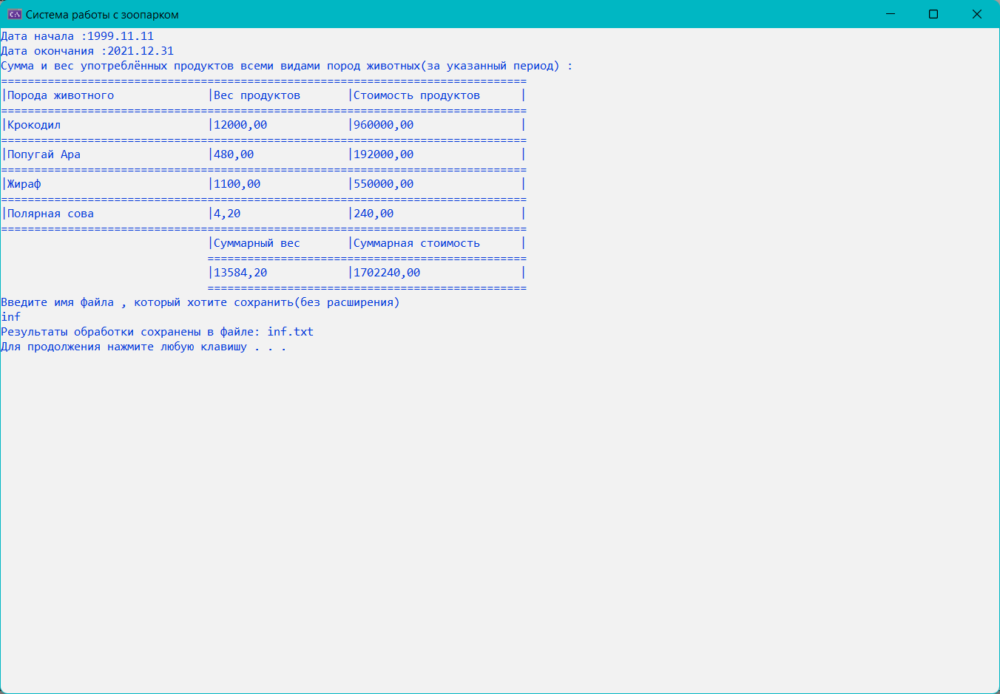 Система работы с зоопарком
Дата начала :1999.11.11
Дата окончания :2021.12.31
Сумма и вес употреблённых продуктов всеми видами пород животных(за указанный период) :
===============================================================================
|Порода животного              |Вес продуктов       |Стоимость продуктов      |
===============================================================================
|Крокодил                      |12000,00            |960000,00                |
===============================================================================
|Попугай Ара                   |480,00              |192000,00                |
===============================================================================
|Жираф                         |1100,00             |550000,00                |
===============================================================================
|Полярная сова                 |4,20                |240,00                   |
===============================================================================
                               |Суммарный вес       |Суммарная стоимость      |
                               ================================================
                               |13584,20            |1702240,00               |
                               ================================================
Введите имя файла , который хотите сохранить(без расширения)
inf
Результаты обработки сохранены в файле: inf.txt
Для продолжения нажмите любую клавишу . . .